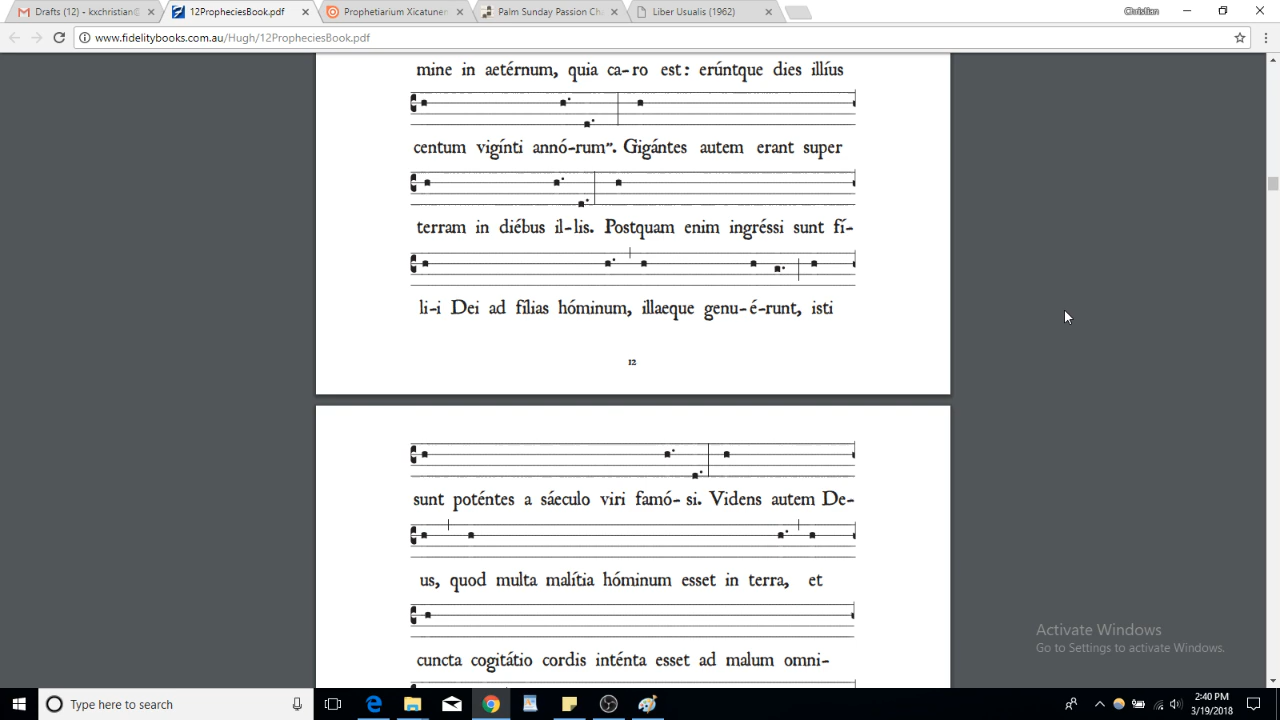 Drafts (12) - kxchristian@
12PropheciesBook.pdf
Prophetiarium Xicatunen
Palm Sunday Passion Ch
Liber Usualis (1962)
Christian
www.fidelitybooks.com.au/Hugh/12PropheciesBook.pdf
mine in aetérnum, quia ca-ro est: erúntque dies illíus
centum vigínti annó-rum”. Gigántes autem erant super
terram in diébus il-lis. Postquam enim ingréssi sunt fí-
li-i Dei ad fílias hóminum, illaeque genu-é-runt, isti
12
sunt poténtes a sáeculo viri famó-si. Videns autem De-
us, quod multa malítia hóminum esset in terra, et
cuncta cogitátio cordis inténta esset ad malum omni-
Activate Windows
Go to Settings to activate Windows.
Type here to search
2:40 PM
3/19/2018